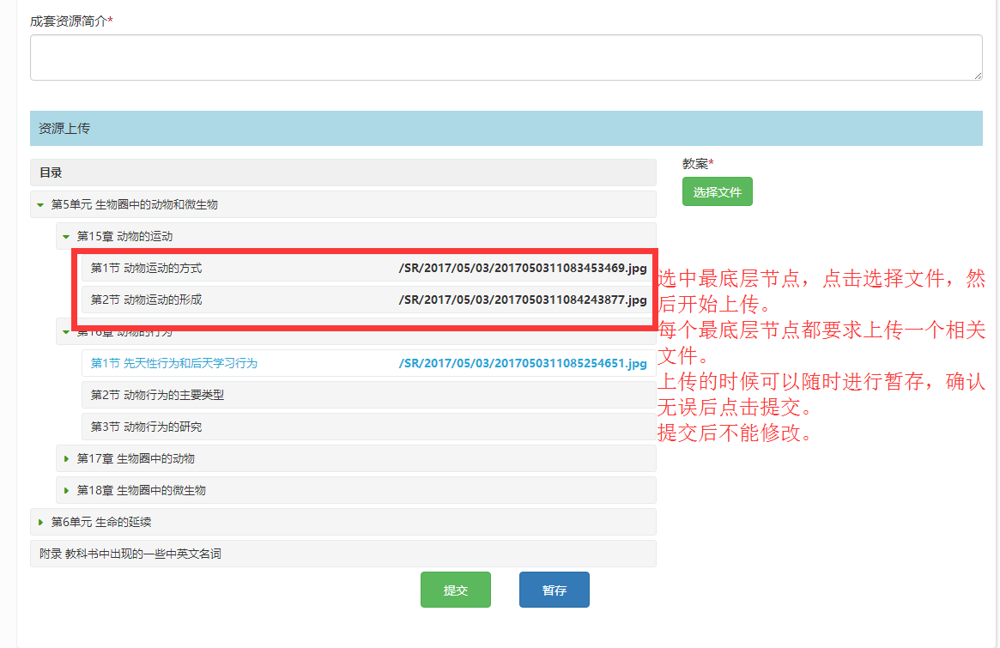 成套资源简介*
资源上传
目录
教案*
选择文件
第5单元 生物圈中的动物和微生物
第15章 动物的运动
第1节 动物运动的方式 /SR/2017/05/03/2017050311083453469.jpg
第2节 动物运动的形成 /SR/2017/05/03/2017050311084243877.jpg
第16章 动物的行为
第1节 先天性行为和后天学习行为 /SR/2017/05/03/2017050311085254651.jpg
第2节 动物行为的主要类型
第3节 动物行为的研究
第17章 生物圈中的动物
第18章 生物圈中的微生物
第6单元 生命的延续
附录 教科书中出现的一些中英文名词
选中最底层节点，点击选择文件，然
后开始上传。
每个最底层节点都要求上传一个相关
文件。
上传的时候可以随时进行暂存，确认
无误后点击提交。
提交后不能修改。
提交
暂存